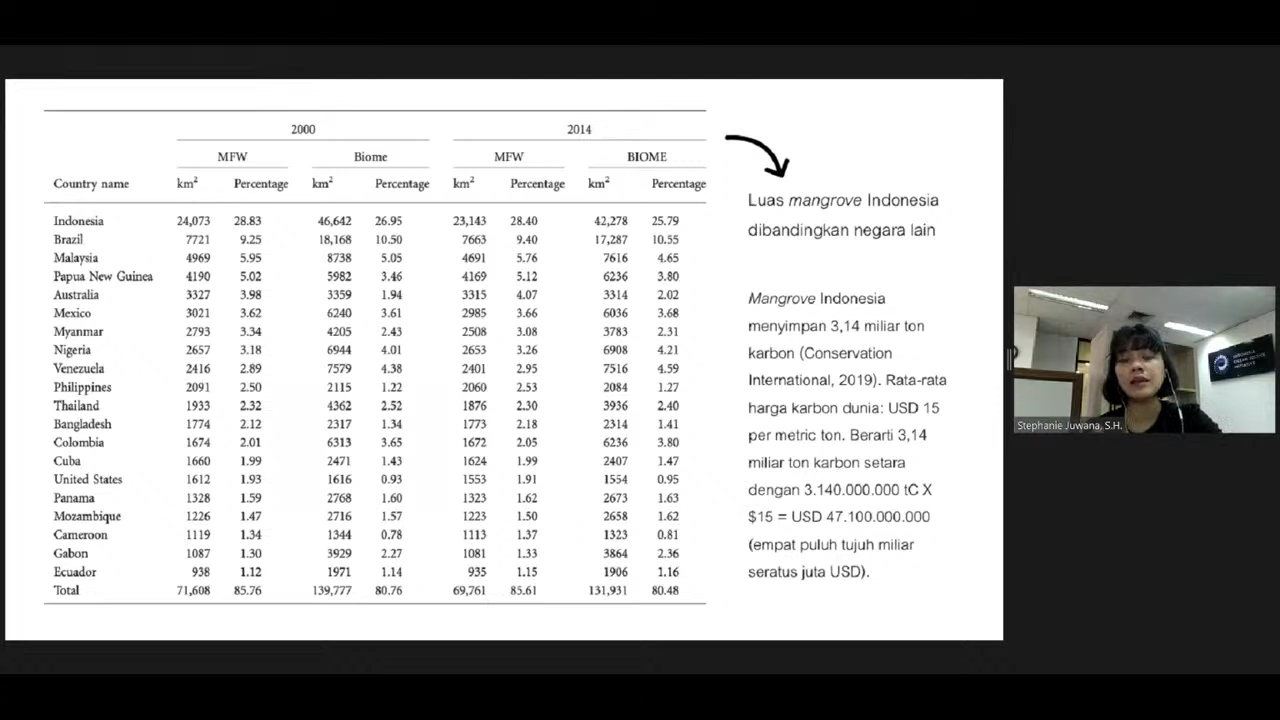 2000 2014
MFW Biome MFW BIOME
Country name km² Percentage km² Percentage km² Percentage km² Percentage
Indonesia 24,073 28.83 46,642 26.95 23,143 28.40 42,278 25.79
Brazil 7721 9.25 18,168 10.50 7663 9.40 17,287 10.55
Malaysia 4969 5.95 8738 5.05 4691 5.76 7616 4.65
Papua New Guinea 4190 5.02 5982 3.46 4169 5.12 6236 3.80
Australia 3327 3.98 3359 1.94 3315 4.07 3314 2.02
Mexico 3021 3.62 6240 3.61 2985 3.66 6036 3.68
Myanmar 2793 3.34 4205 2.43 2508 3.08 3783 2.31
Nigeria 2657 3.18 6944 4.01 2653 3.26 6908 4.21
Venezuela 2416 2.89 7579 4.38 2401 2.95 7516 4.59
Philippines 2091 2.50 2115 1.22 2060 2.53 2084 1.27
Thailand 1933 2.32 4362 2.52 1876 2.30 3936 2.40
Bangladesh 1774 2.12 2317 1.34 1773 2.18 2314 1.41
Colombia 1674 2.01 6313 3.65 1672 2.05 6236 3.80
Cuba 1660 1.99 2471 1.43 1624 1.99 2407 1.47
United States 1612 1.93 1616 0.93 1553 1.91 1554 0.95
Panama 1328 1.59 2768 1.60 1323 1.62 2673 1.63
Mozambique 1226 1.47 2716 1.57 1223 1.50 2658 1.62
Cameroon 1119 1.34 1344 0.78 1113 1.37 1323 0.81
Gabon 1087 1.30 3929 2.27 1081 1.33 3864 2.36
Ecuador 938 1.12 1971 1.14 935 1.15 1906 1.16
Total 71,608 85.76 139,777 80.76 69,761 85.61 131,931 80.48
Luas mangrove Indonesia
dibandingkan negara lain
Mangrove Indonesia
menyimpan 3,14 miliar ton
karbon (Conservation
International, 2019). Rata-rata
harga karbon dunia: USD 15
per metric ton. Berarti 3,14
miliar ton karbon setara
dengan 3.140.000.000 tC X
$15 = USD 47.100.000.000
(empat puluh tujuh miliar
seratus juta USD).
INDONESIA
OCEAN JUSTICE
INITIATIVE
Stephanie Juwana, S.H.